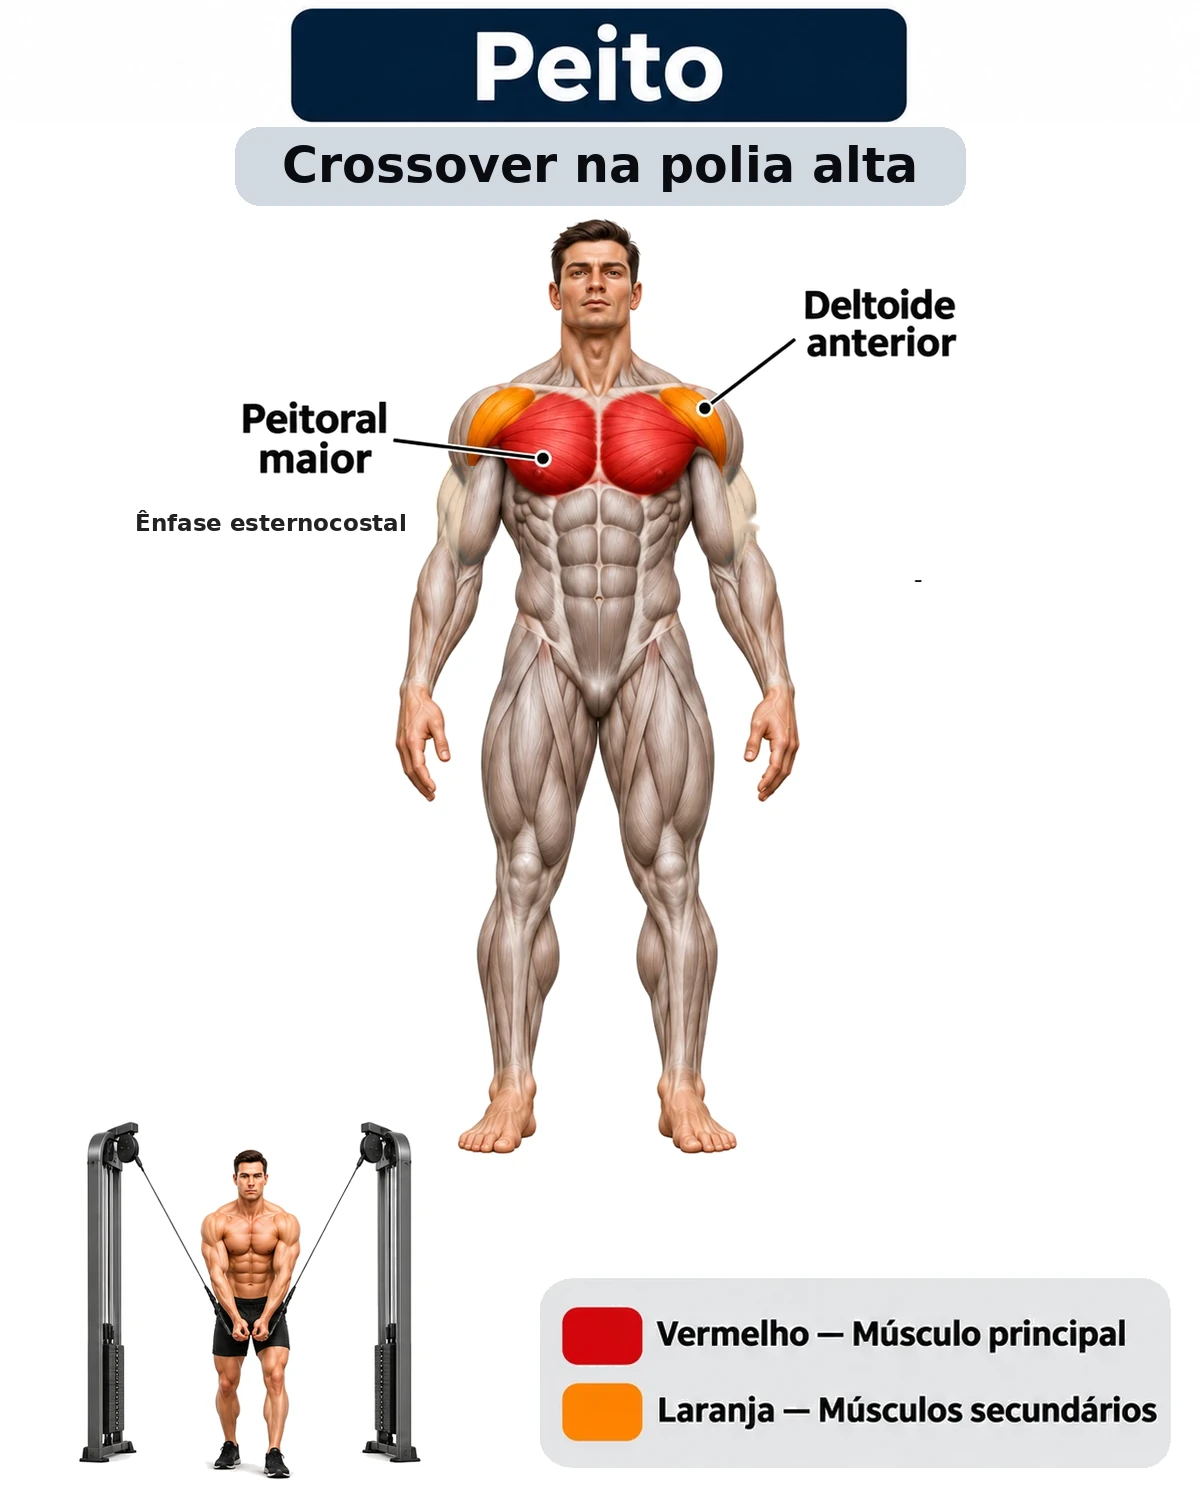 Peito
Crossover na polia alta
Deltoide
anterior
Peitoral
maior
Ênfase esternocostal
-
Vermelho — Músculo principal
Laranja — Músculos secundários